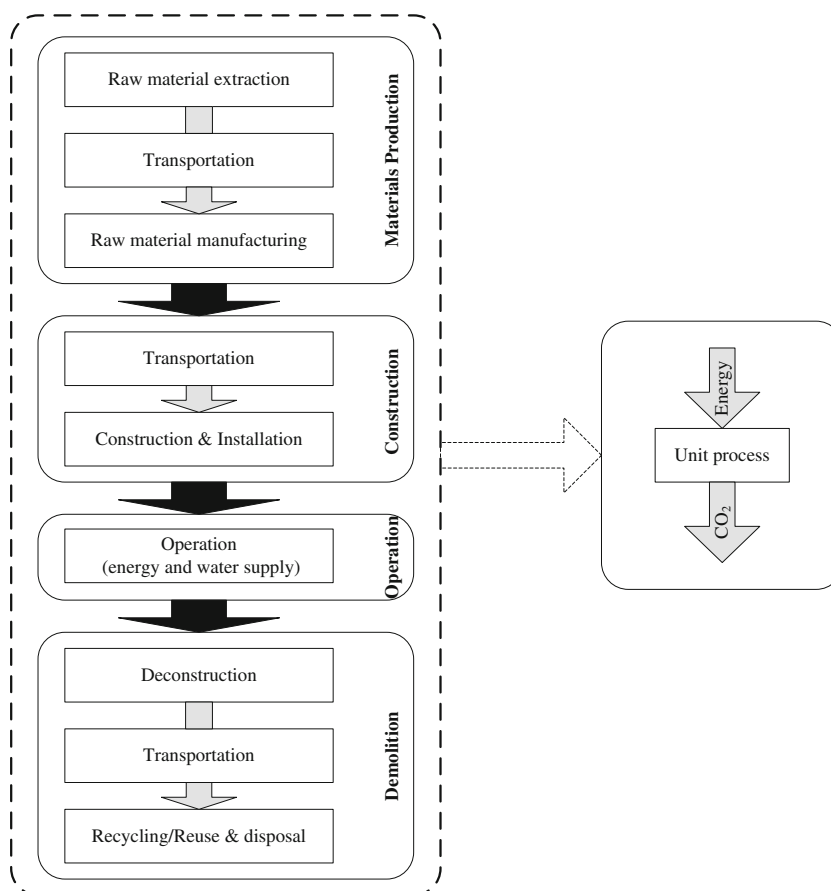 Raw material extraction
Transportation
Raw material manufacturing
Materials Production
Transportation
Construction & Installation
Construction
Operation
(energy and water supply)
Operation
Deconstruction
Transportation
Recycling/Reuse & disposal
Demolition
Energy
Unit process
CO₂